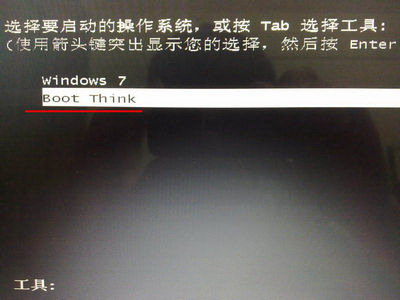 选择要启动的操作系统，或按 Tab 选择工具:
(使用箭头键突出显示您的选择，然后按 Enter
Windows 7
Boot Think
工具: